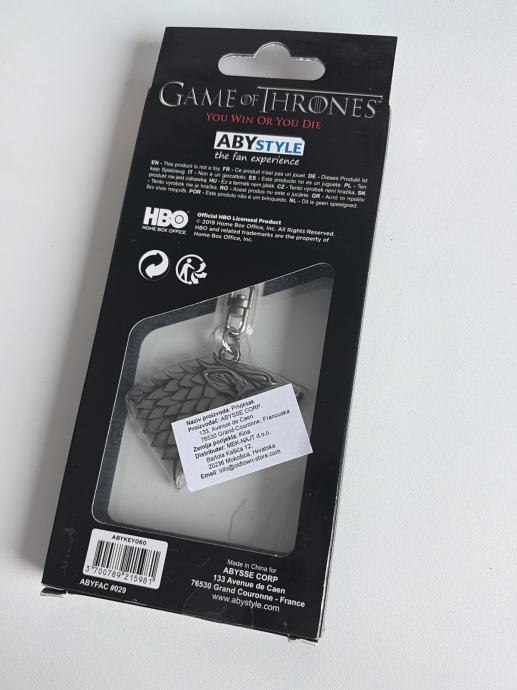 GAME OF THRONES
YOU WIN OR YOU DIE
ABYSTYLE
the fan experience
EN - This product is not a toy. FR - Ce produit n'est pas un jouet. DE - Dieses Produkt ist
kein Spielzeug. IT - Non è un giocattolo. ES - Este producto no es un juguete. PL - Ten
produkt nie jest zabawką. HU - Ez a termék nem játék. CZ - Tento výrobek není hračka. SK
- Tento výrobok nie je hračka. RO - Acest produs nu este o jucărie. GR - Αυτό το προϊόν
δεν είναι παιχνίδι. POR - Este produto não é um brinquedo. NL - Dit is geen speelgoed.
HBO
HOME BOX OFFICE
Official HBO Licensed Product
© 2019 Home Box Office, Inc. All Rights Reserved.
HBO and related trademarks are the property of
Home Box Office, Inc.
Naziv proizvoda: Privjesak
Proizvođač: ABYSSE CORP.
133, Avenue de Caen
76530 Grand-Couronne, Francuska
Zemlja porijekla: Kina
Distributer: MEK-NAJT d.o.o.
Bartola Kašića 12,
20236 Mokošica, Hrvatska
Email: info@oldtown-store.com
ABYKEY060
3 700789 215981
ABYFAC #029
Made in China for
ABYSSE CORP
133 Avenue de Caen
76530 Grand Couronne - France
www.abystyle.com